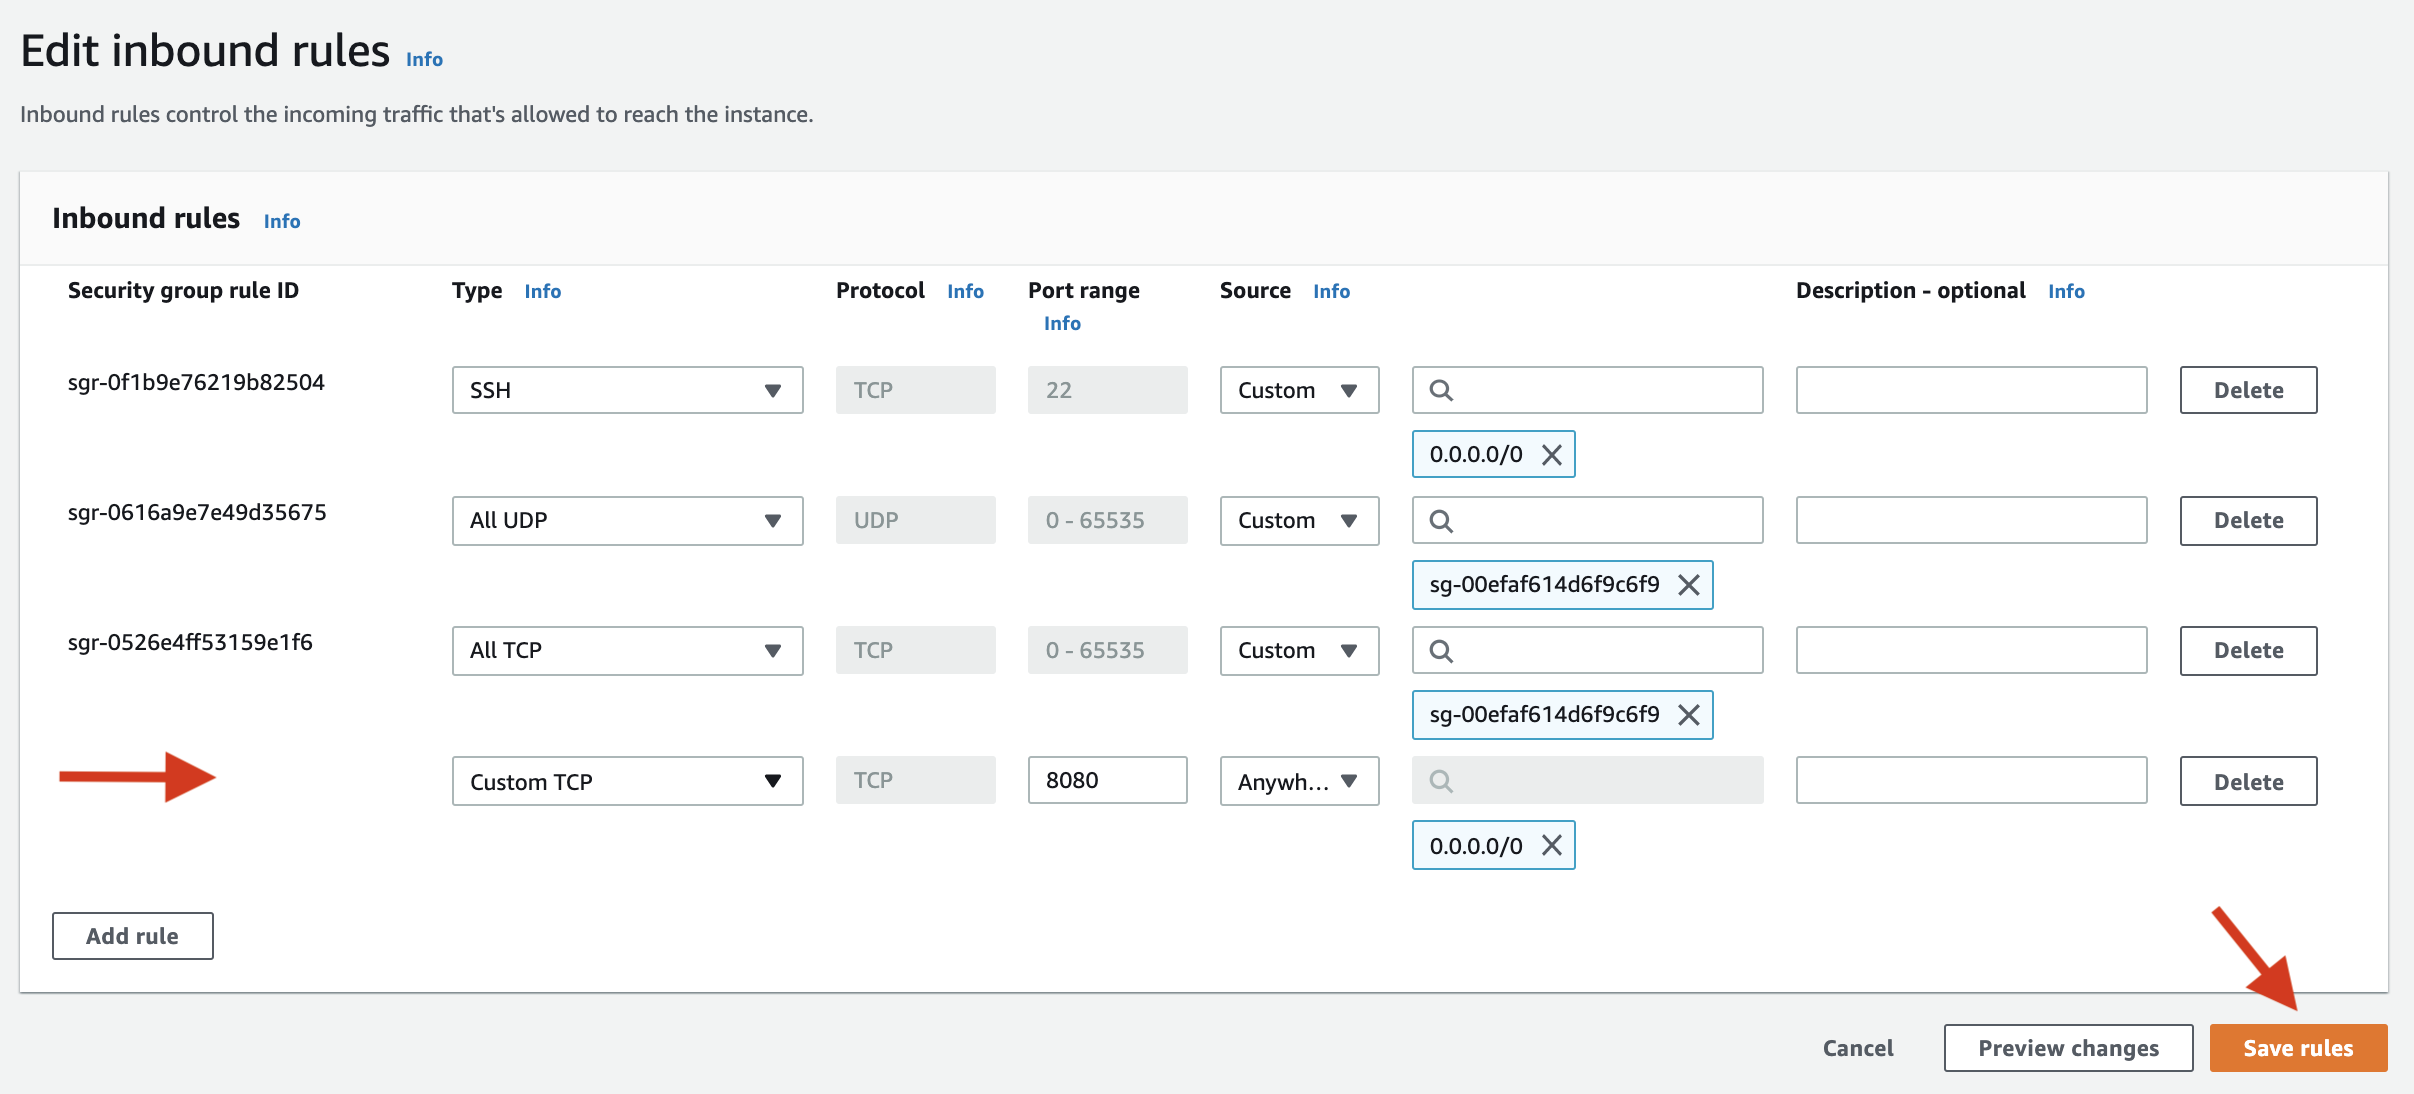 Edit inbound rules Info
Inbound rules control the incoming traffic that's allowed to reach the instance.
Inbound rules Info
Security group rule ID Type Info Protocol Info Port range Info Source Info Description - optional Info
sgr-0f1b9e76219b82504 SSH TCP 22 Custom Delete
0.0.0.0/0
sgr-0616a9e7e49d35675 All UDP UDP 0 - 65535 Custom Delete
sg-00efaf614d6f9c6f9
sgr-0526e4ff53159e1f6 All TCP TCP 0 - 65535 Custom Delete
sg-00efaf614d6f9c6f9
Custom TCP TCP 8080 Anywh... Delete
0.0.0.0/0
Add rule
Cancel Preview changes Save rules